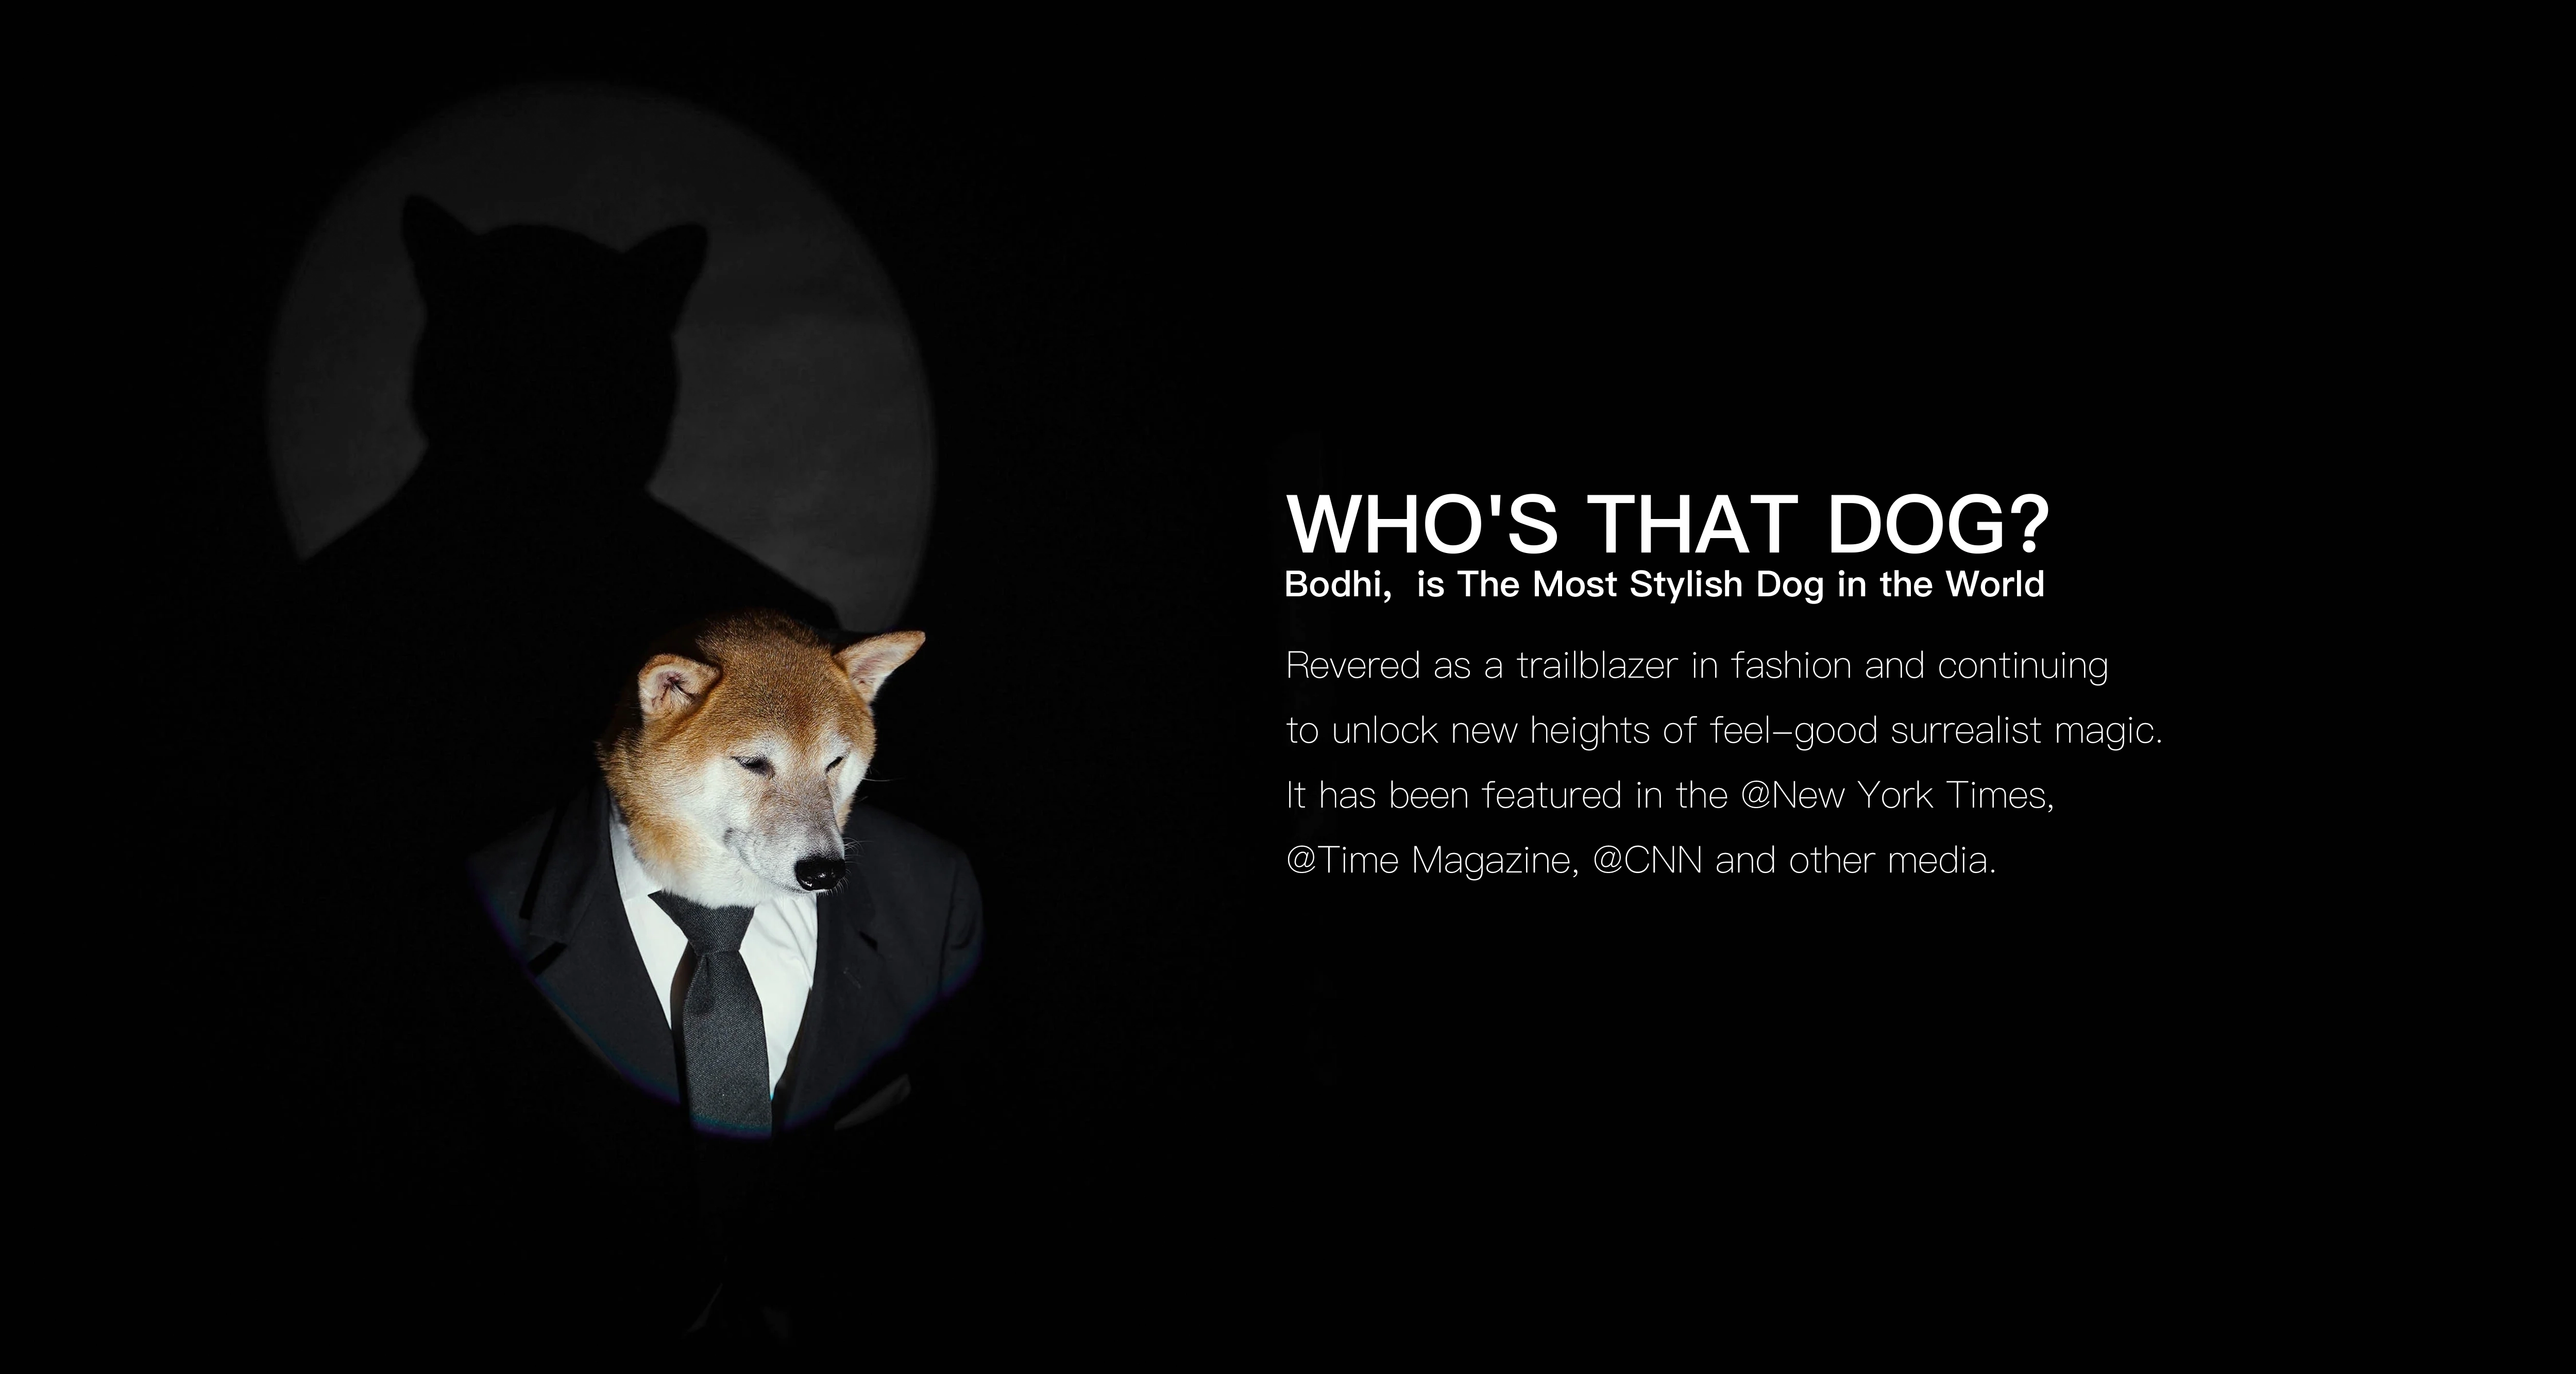 WHO'S THAT DOG?
Bodhi, is The Most Stylish Dog in the World
Revered as a trailblazer in fashion and continuing
to unlock new heights of feel-good surrealist magic.
It has been featured in the @New York Times,
@Time Magazine, @CNN and other media.